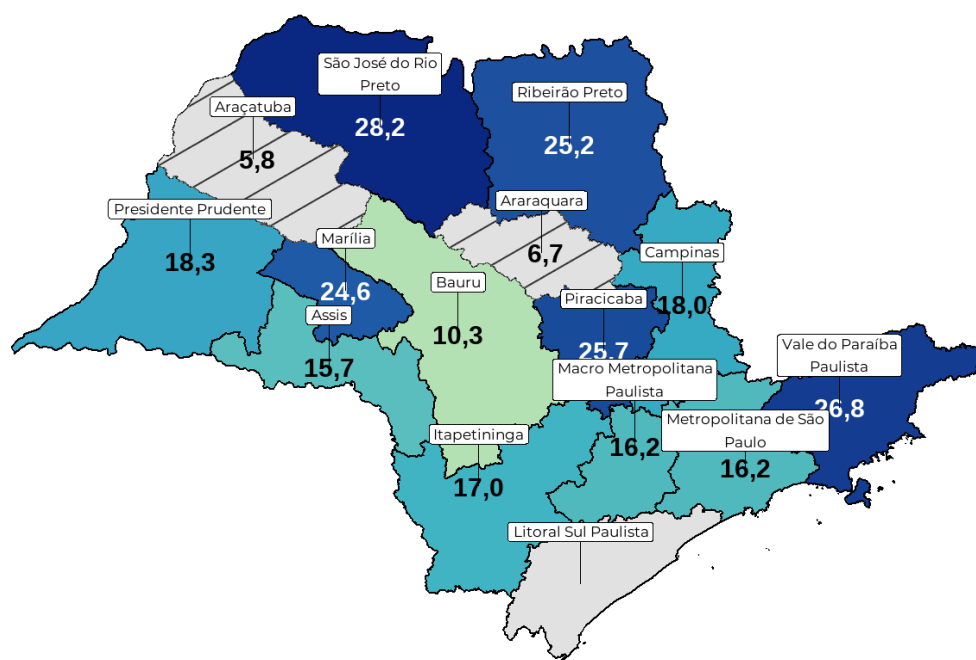 São José do Rio
Preto
28,2
Ribeirão Preto
25,2
Araçatuba
5,8
Araraquara
6,7
Presidente Prudente
18,3
Marília
24,6
Campinas
18,0
Bauru
10,3
Piracicaba
25,7
Assis
15,7
Vale do Paraíba
Paulista
26,8
Macro Metropolitana
Paulista
16,2
Metropolitana de São
Paulo
16,2
Itapetininga
17,0
Litoral Sul Paulista